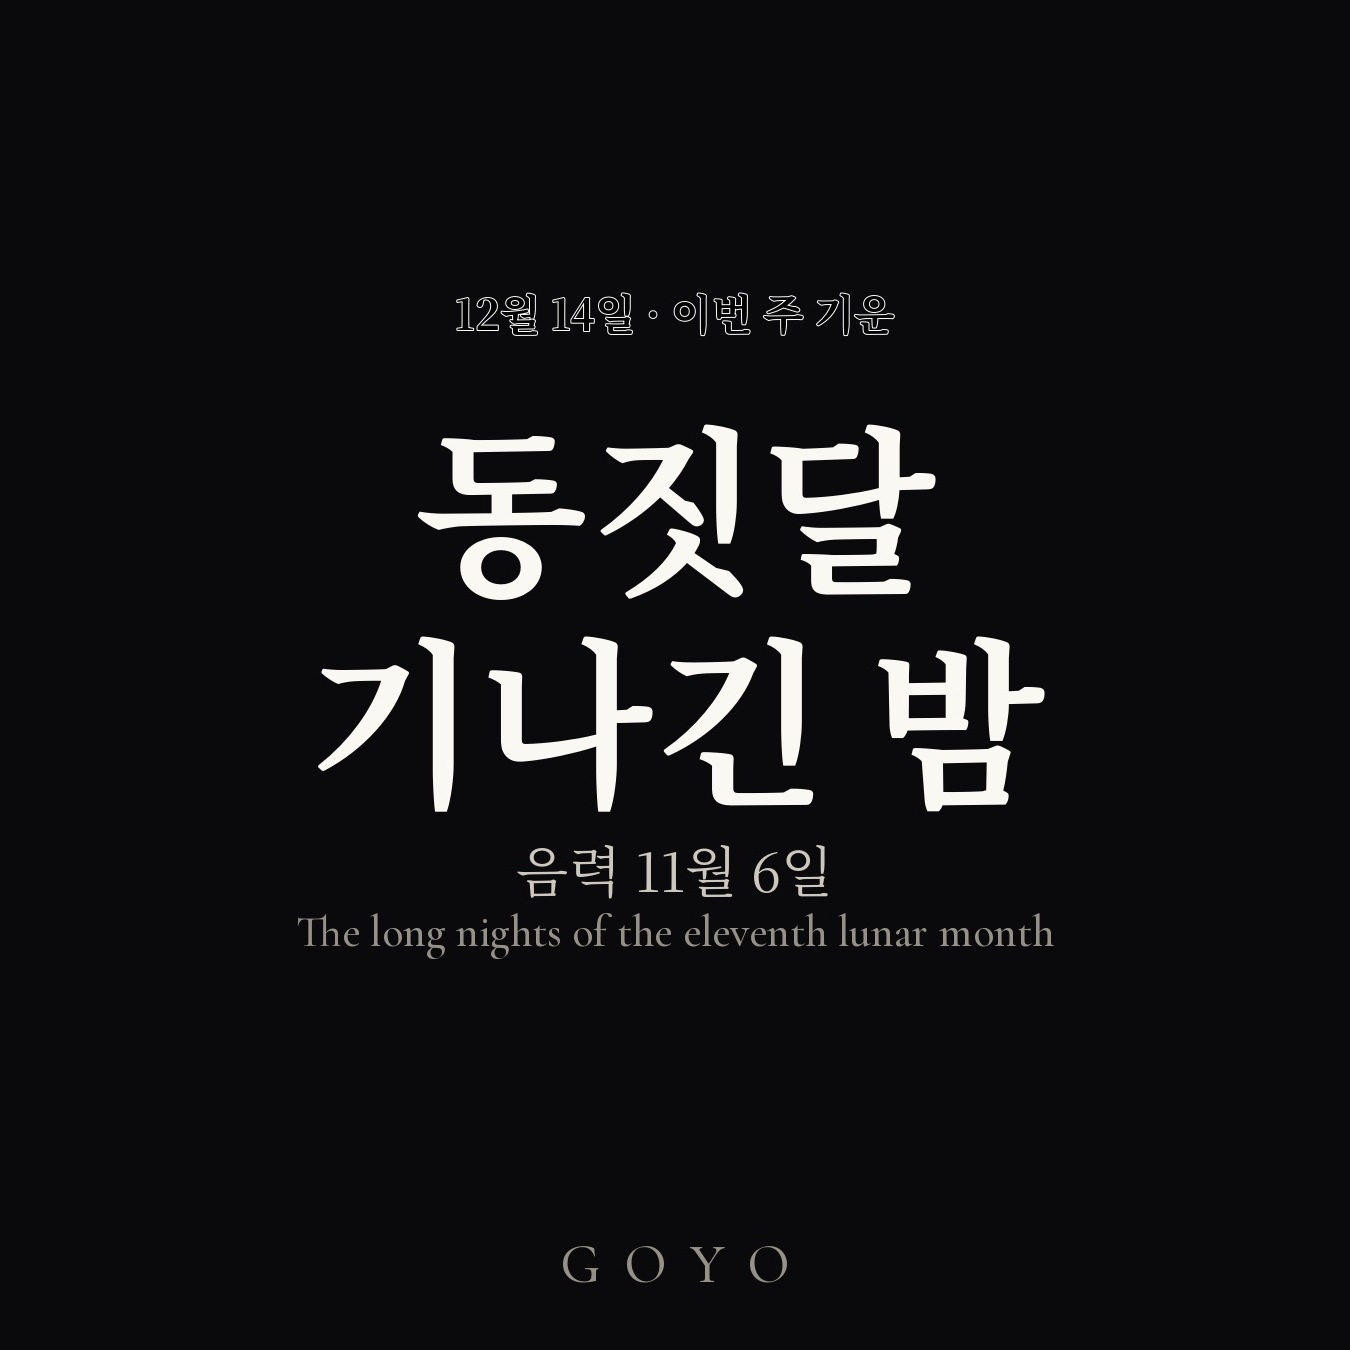 12월 14일 · 이번 주 기운
동짓달
기나긴 밤
음력 11월 6일
The long nights of the eleventh lunar month
GOYO